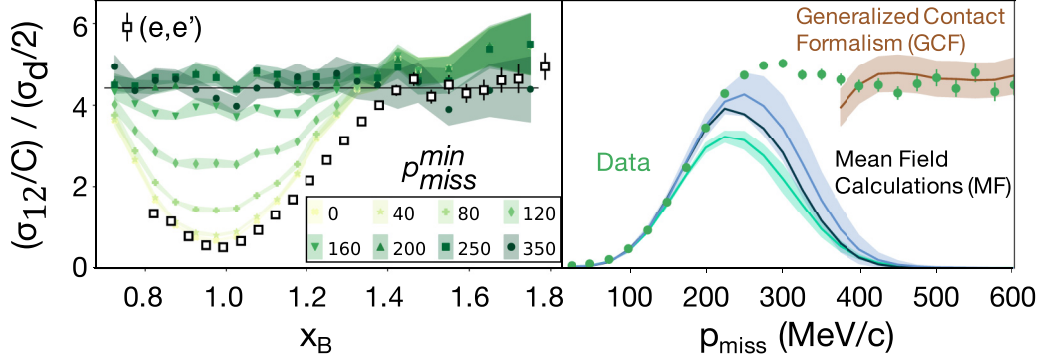 (σ12/C) / (σd/2)
6
4
2
0
(e,e')
p_miss^min
0 40 80 120
160 200 250 350
0.8 1.0 1.2 1.4 1.6 1.8
xB
Generalized Contact
Formalism (GCF)
Data
Mean Field
Calculations (MF)
100 200 300 400 500 600
pmiss (MeV/c)